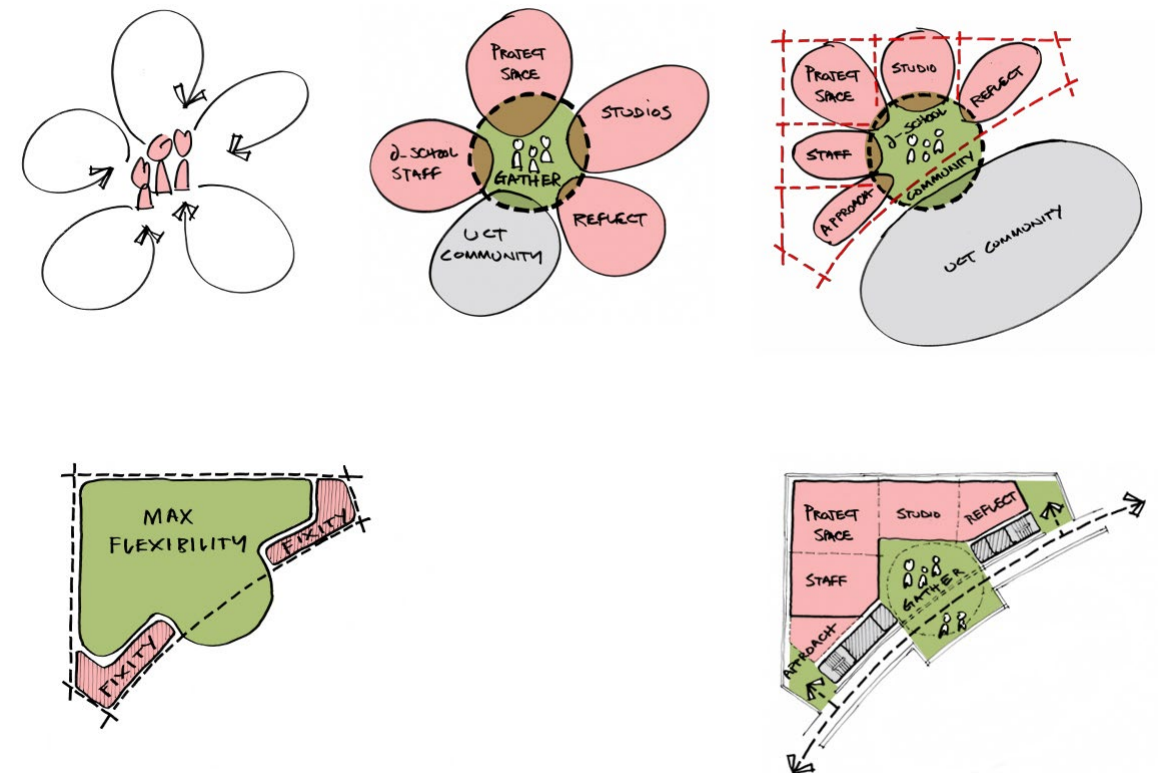 PROJECT
SPACE
STUDIOS
d-SCHOOL
STAFF
GATHER
REFLECT
UCT
COMMUNITY
PROJECT
SPACE
STUDIO
REFLECT
d-SCHOOL
STAFF
COMMUNITY
APPROACH
UCT COMMUNITY
MAX
FLEXIBILITY
FIXITY
FIXITY
PROJECT
SPACE
STUDIO
REFLECT
STAFF
GATHER
APPROACH